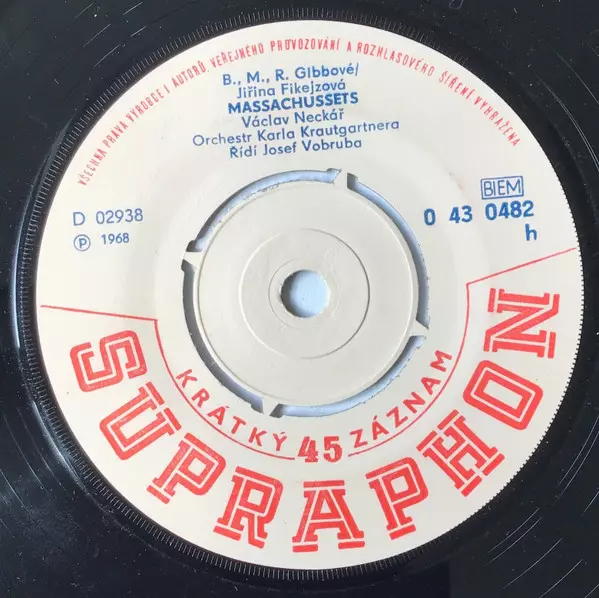 VŠECHNA PRÁVA VÝROBCE I AUTORŮ, VEŘEJNÉHO PROVOZOVÁNÍ A ROZHLASOVÉHO ŠÍŘENÍ VYHRAZENA
B., M., R. Gibbové/
Jiřina Fikejzová
MASSACHUSSETS
Václav Neckář
Orchestr Karla Krautgartnera
Řídí Josef Vobruba
D 02938
Ⓟ 1968
BIEM
0 43 0482
h
KRÁTKÝ 45 ZÁZNAM
SUPRAPHON